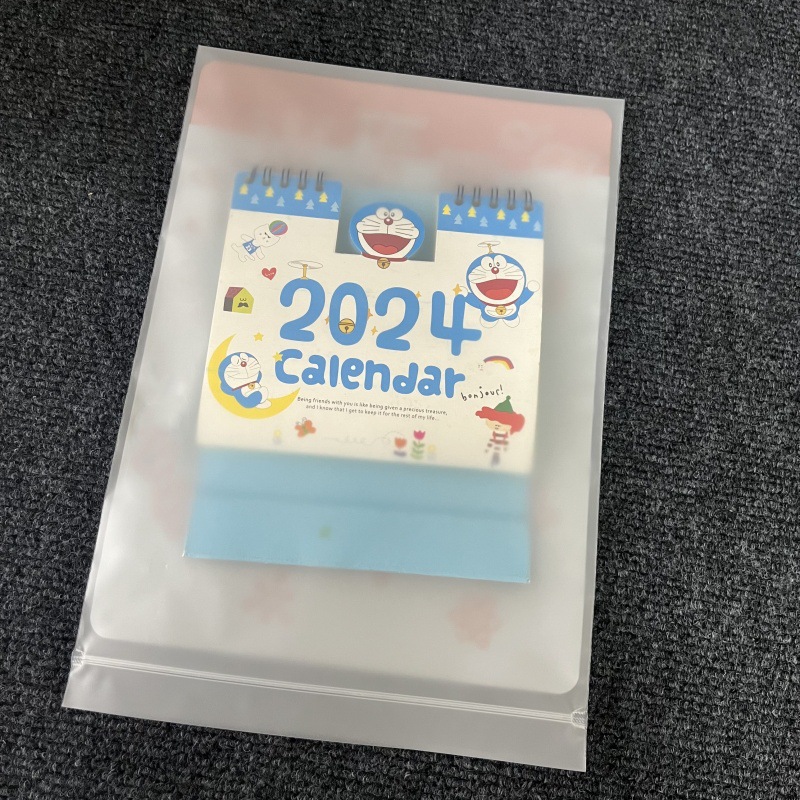 2024
Calendar
bonjour!
Being friends with you is like being given a precious treasure,
and I know that I get to keep it for the rest of my life...